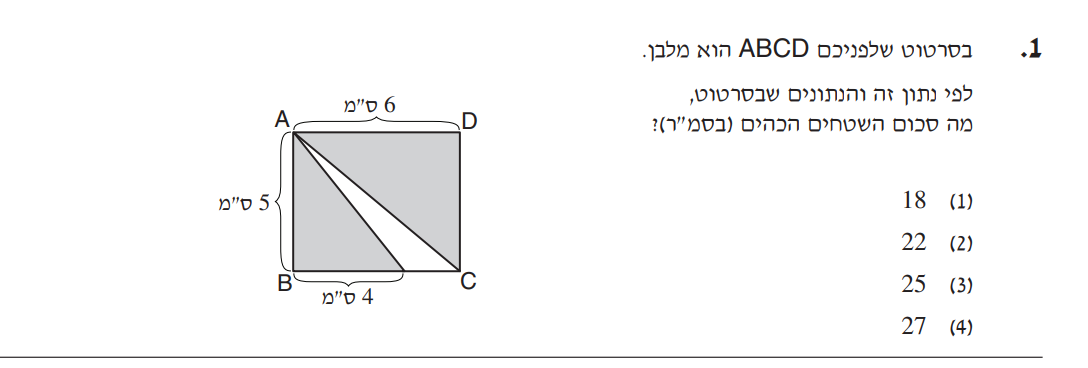 1. בסרטוט שלפניכם ABCD הוא מלבן.
לפי נתון זה והנתונים שבסרטוט,
מה סכום השטחים הכהים (בסמ"ר)?
(1) 18
(2) 22
(3) 25
(4) 27
6 ס"מ
A D
5 ס"מ
B C
4 ס"מ